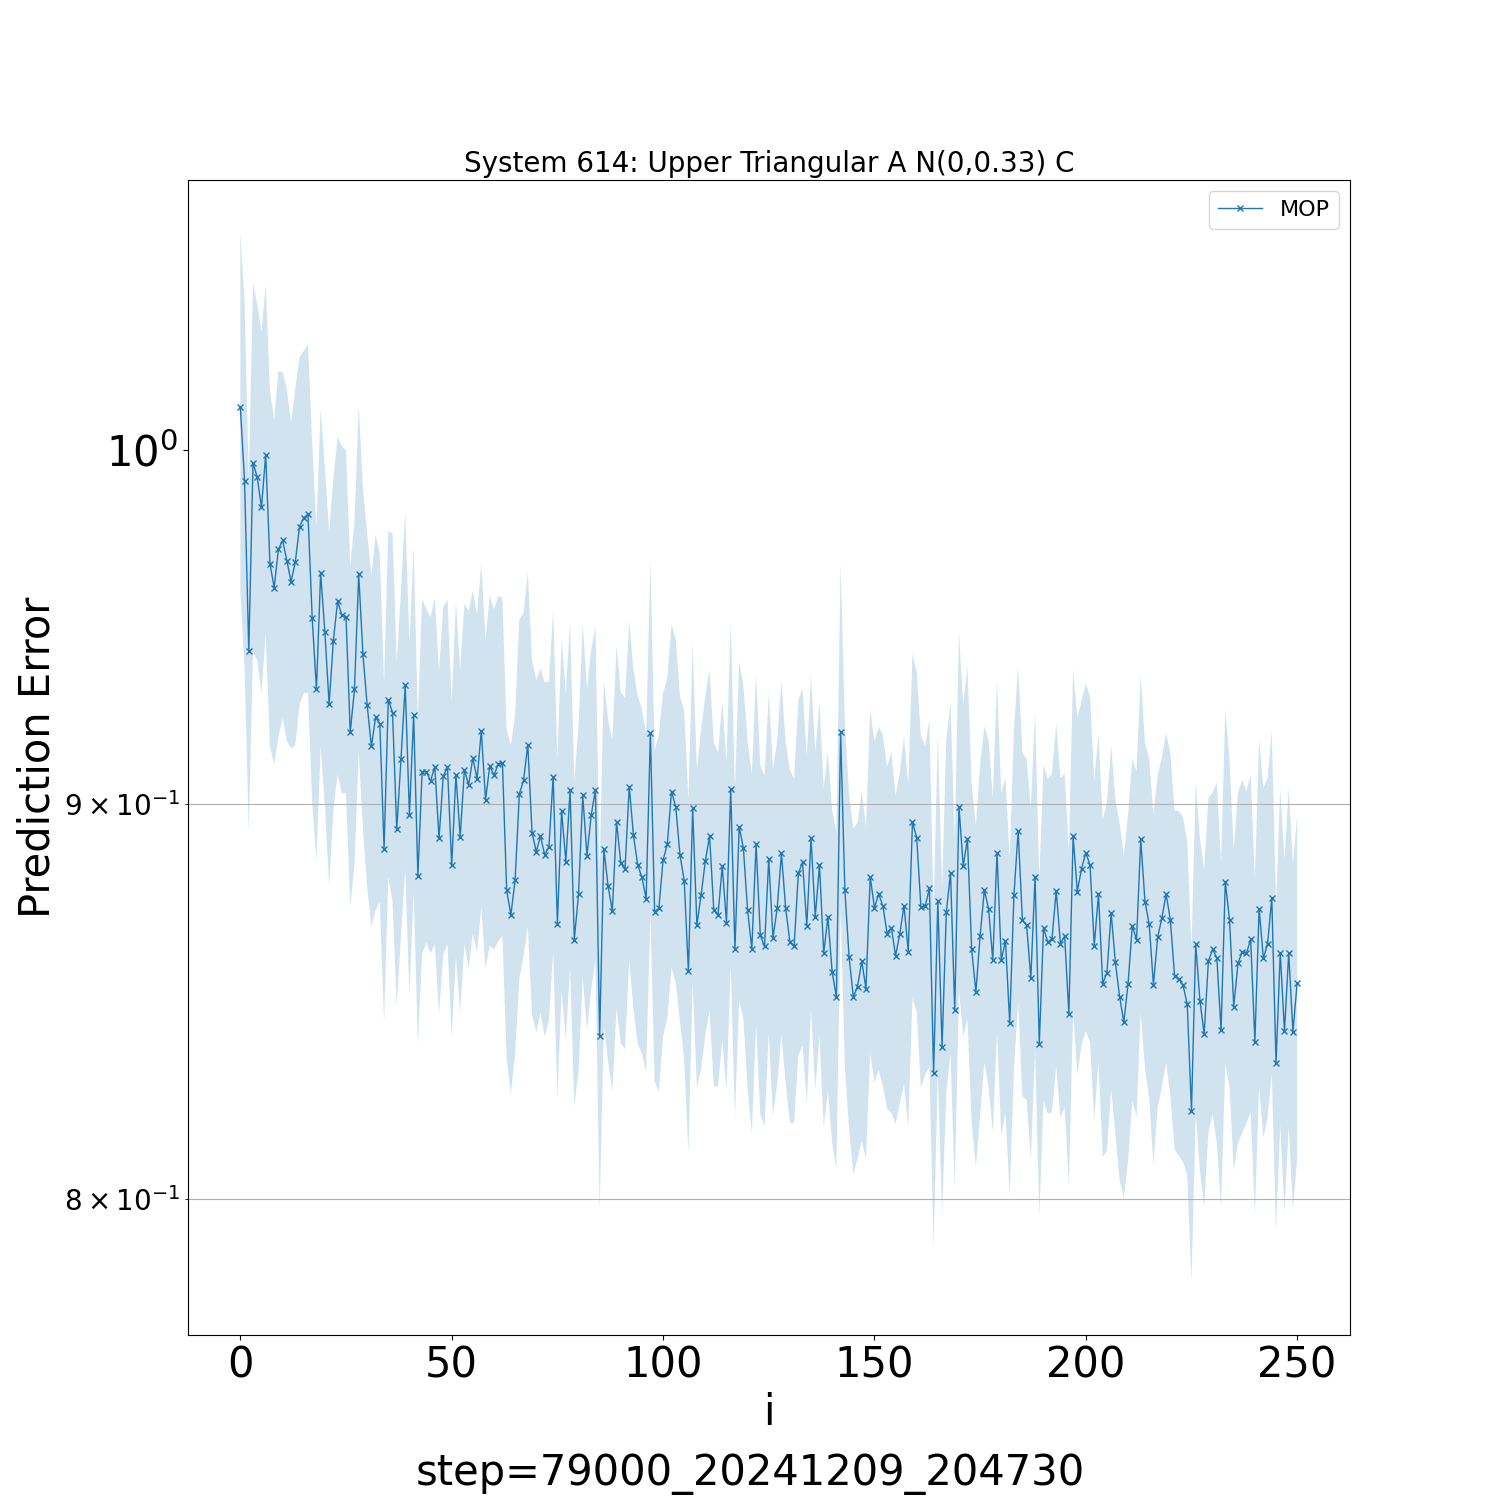 System 614: Upper Triangular A N(0,0.33) C
MOP
Prediction Error
10⁰
9 × 10⁻¹
8 × 10⁻¹
0 50 100 150 200 250
i
step=79000_20241209_204730